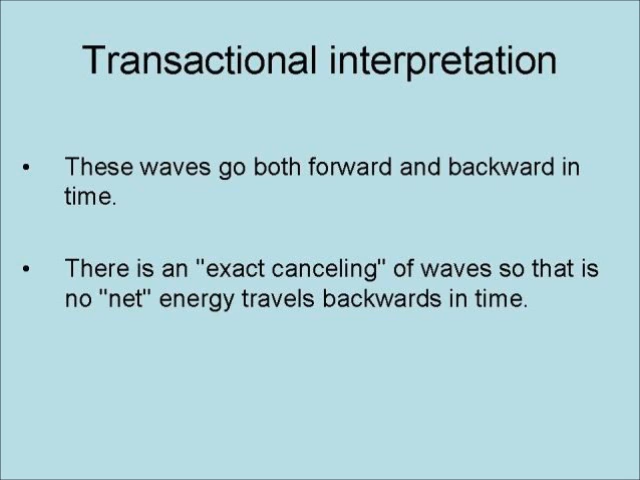 Transactional interpretation
• These waves go both forward and backward in
time.
• There is an "exact canceling" of waves so that is
no "net" energy travels backwards in time.